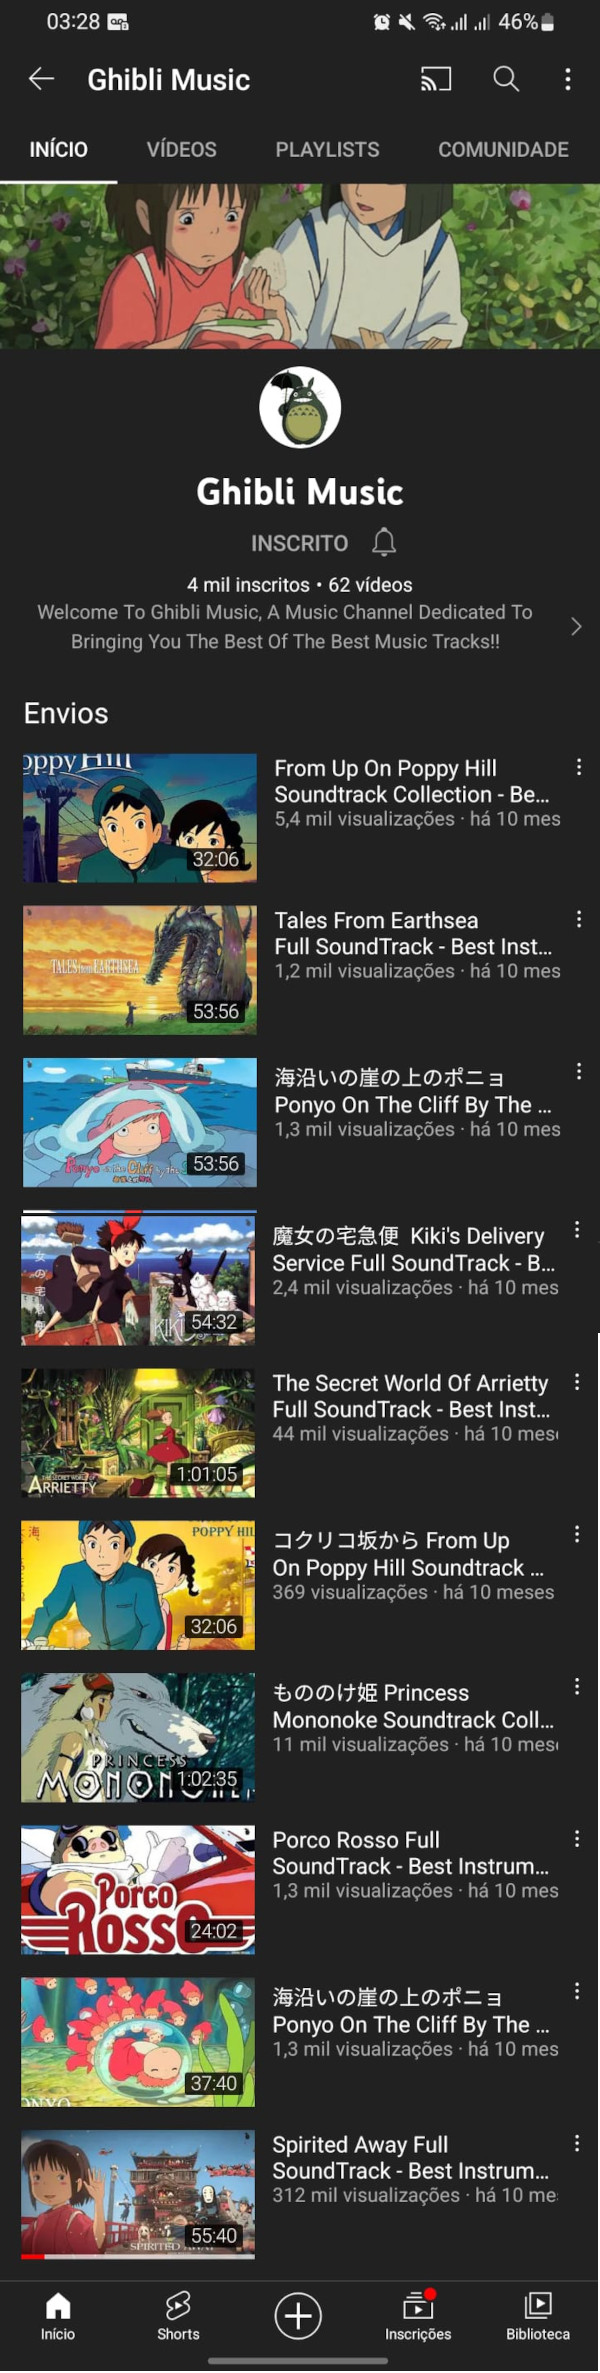 03:28
46%
Ghibli Music
INÍCIO VÍDEOS PLAYLISTS COMUNIDADE
Ghibli Music
INSCRITO
4 mil inscritos • 62 vídeos
Welcome To Ghibli Music, A Music Channel Dedicated To
Bringing You The Best Of The Best Music Tracks!!
Envios
32:06
From Up On Poppy Hill
Soundtrack Collection - Be...
5,4 mil visualizações · há 10 mes
TALES from EARTHSEA
53:56
Tales From Earthsea
Full SoundTrack - Best Inst...
1,2 mil visualizações · há 10 mes
53:56
海沿いの崖の上のポニョ
Ponyo On The Cliff By The ...
1,3 mil visualizações · há 10 mes
魔女の宅急便
54:32
魔女の宅急便 Kiki's Delivery
Service Full SoundTrack - B...
2,4 mil visualizações · há 10 mes
THE SECRET WORLD OF
ARRIETTY
1:01:05
The Secret World Of Arrietty
Full SoundTrack - Best Inst...
44 mil visualizações · há 10 mes
POPPY HIL
32:06
コクリコ坂から From Up
On Poppy Hill Soundtrack ...
369 visualizações · há 10 meses
PRINCESS
1:02:35
もののけ姫 Princess
Mononoke Soundtrack Coll...
11 mil visualizações · há 10 mes
PORCO
ROSSO
24:02
Porco Rosso Full
SoundTrack - Best Instrum...
1,3 mil visualizações · há 10 mes
37:40
海沿いの崖の上のポニョ
Ponyo On The Cliff By The ...
1,3 mil visualizações · há 10 mes
SPIRITED AWAY
55:40
Spirited Away Full
SoundTrack - Best Instrum...
312 mil visualizações · há 10 me
Início Shorts Inscrições Biblioteca